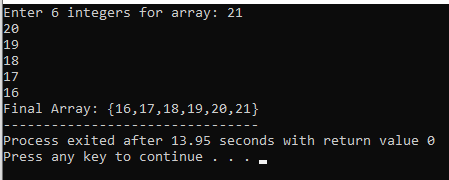 Enter 6 integers for array: 21
20
19
18
17
16
Final Array: {16,17,18,19,20,21}
--------------------------------
Process exited after 13.95 seconds with return value 0
Press any key to continue . . .